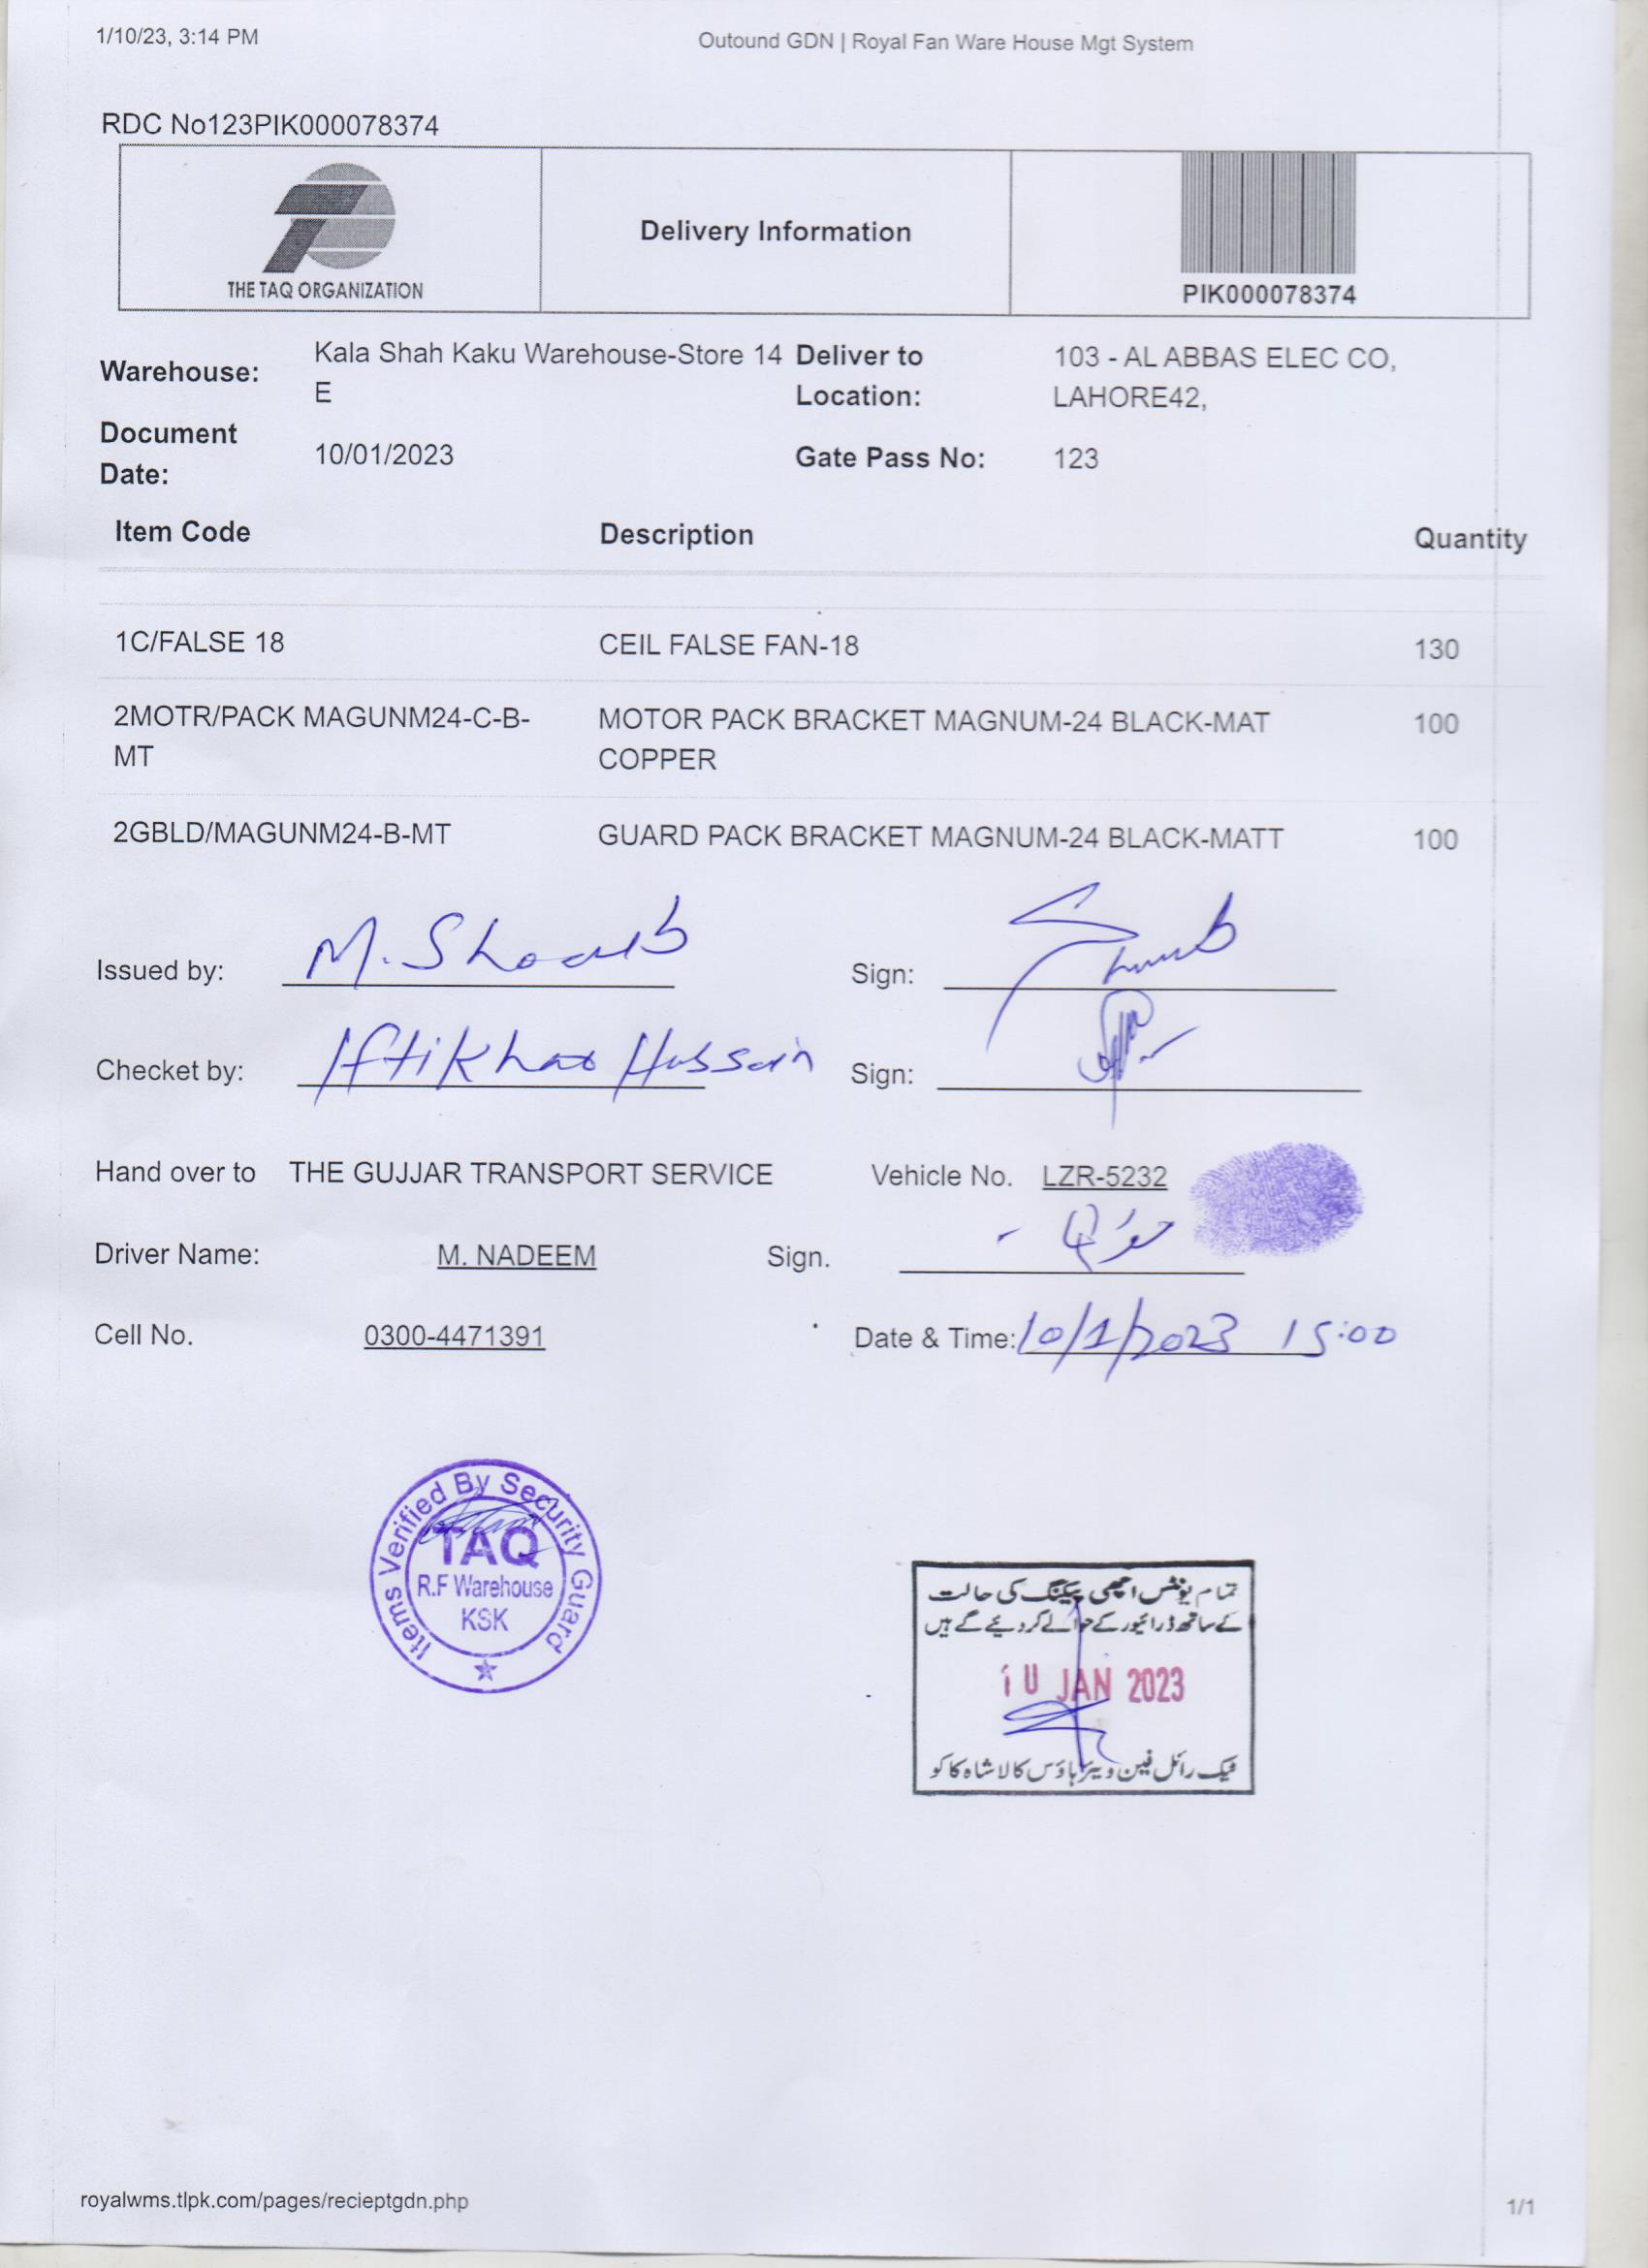 1/10/23, 3:14 PM
Outound GDN | Royal Fan Ware House Mgt System
RDC No123PIK000078374
THE TAQ ORGANIZATION
Delivery Information
PIK000078374
Warehouse: Kala Shah Kaku Warehouse-Store 14 E
Deliver to Location: 103 - AL ABBAS ELEC CO, LAHORE42,
Document Date: 10/01/2023
Gate Pass No: 123
Item Code Description Quantity
1C/FALSE 18 CEIL FALSE FAN-18 130
2MOTR/PACK MAGUNM24-C-B-MT MOTOR PACK BRACKET MAGNUM-24 BLACK-MAT COPPER 100
2GBLD/MAGUNM24-B-MT GUARD PACK BRACKET MAGNUM-24 BLACK-MATT 100
Issued by: M. Shoaib Sign:
Checket by: Iftikhar Hussain Sign:
Hand over to THE GUJJAR TRANSPORT SERVICE Vehicle No. LZR-5232
Driver Name: M. NADEEM Sign.
Cell No. 0300-4471391 Date & Time: 10/1/2023 15:00
Items Verified By Security Guard
TAQ
R.F Warehouse
KSK
تمام یونٹس اچھی پیکنگ کی حالت
کے ساتھ ڈرائیور کے حوالے کر دیئے گے ہیں
10 JAN 2023
ٹیک رائل فین ویئر ہاؤس کالا شاہ کاکو
royalwms.tlpk.com/pages/recieptgdn.php
1/1